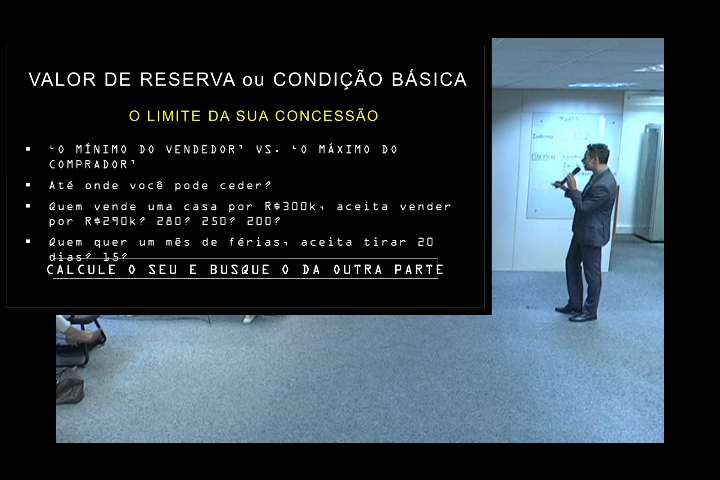 VALOR DE RESERVA ou CONDIÇÃO BÁSICA
O LIMITE DA SUA CONCESSÃO
▪ ‘O MÍNIMO DO VENDEDOR’ VS. ‘O MÁXIMO DO
COMPRADOR’
▪ Até onde você pode ceder?
▪ Quem vende uma casa por R$300k, aceita vender
por R$290k? 280? 250? 200?
▪ Quem quer um mês de férias, aceita tirar 20
dias? 15?
CALCULE O SEU E BUSQUE O DA OUTRA PARTE